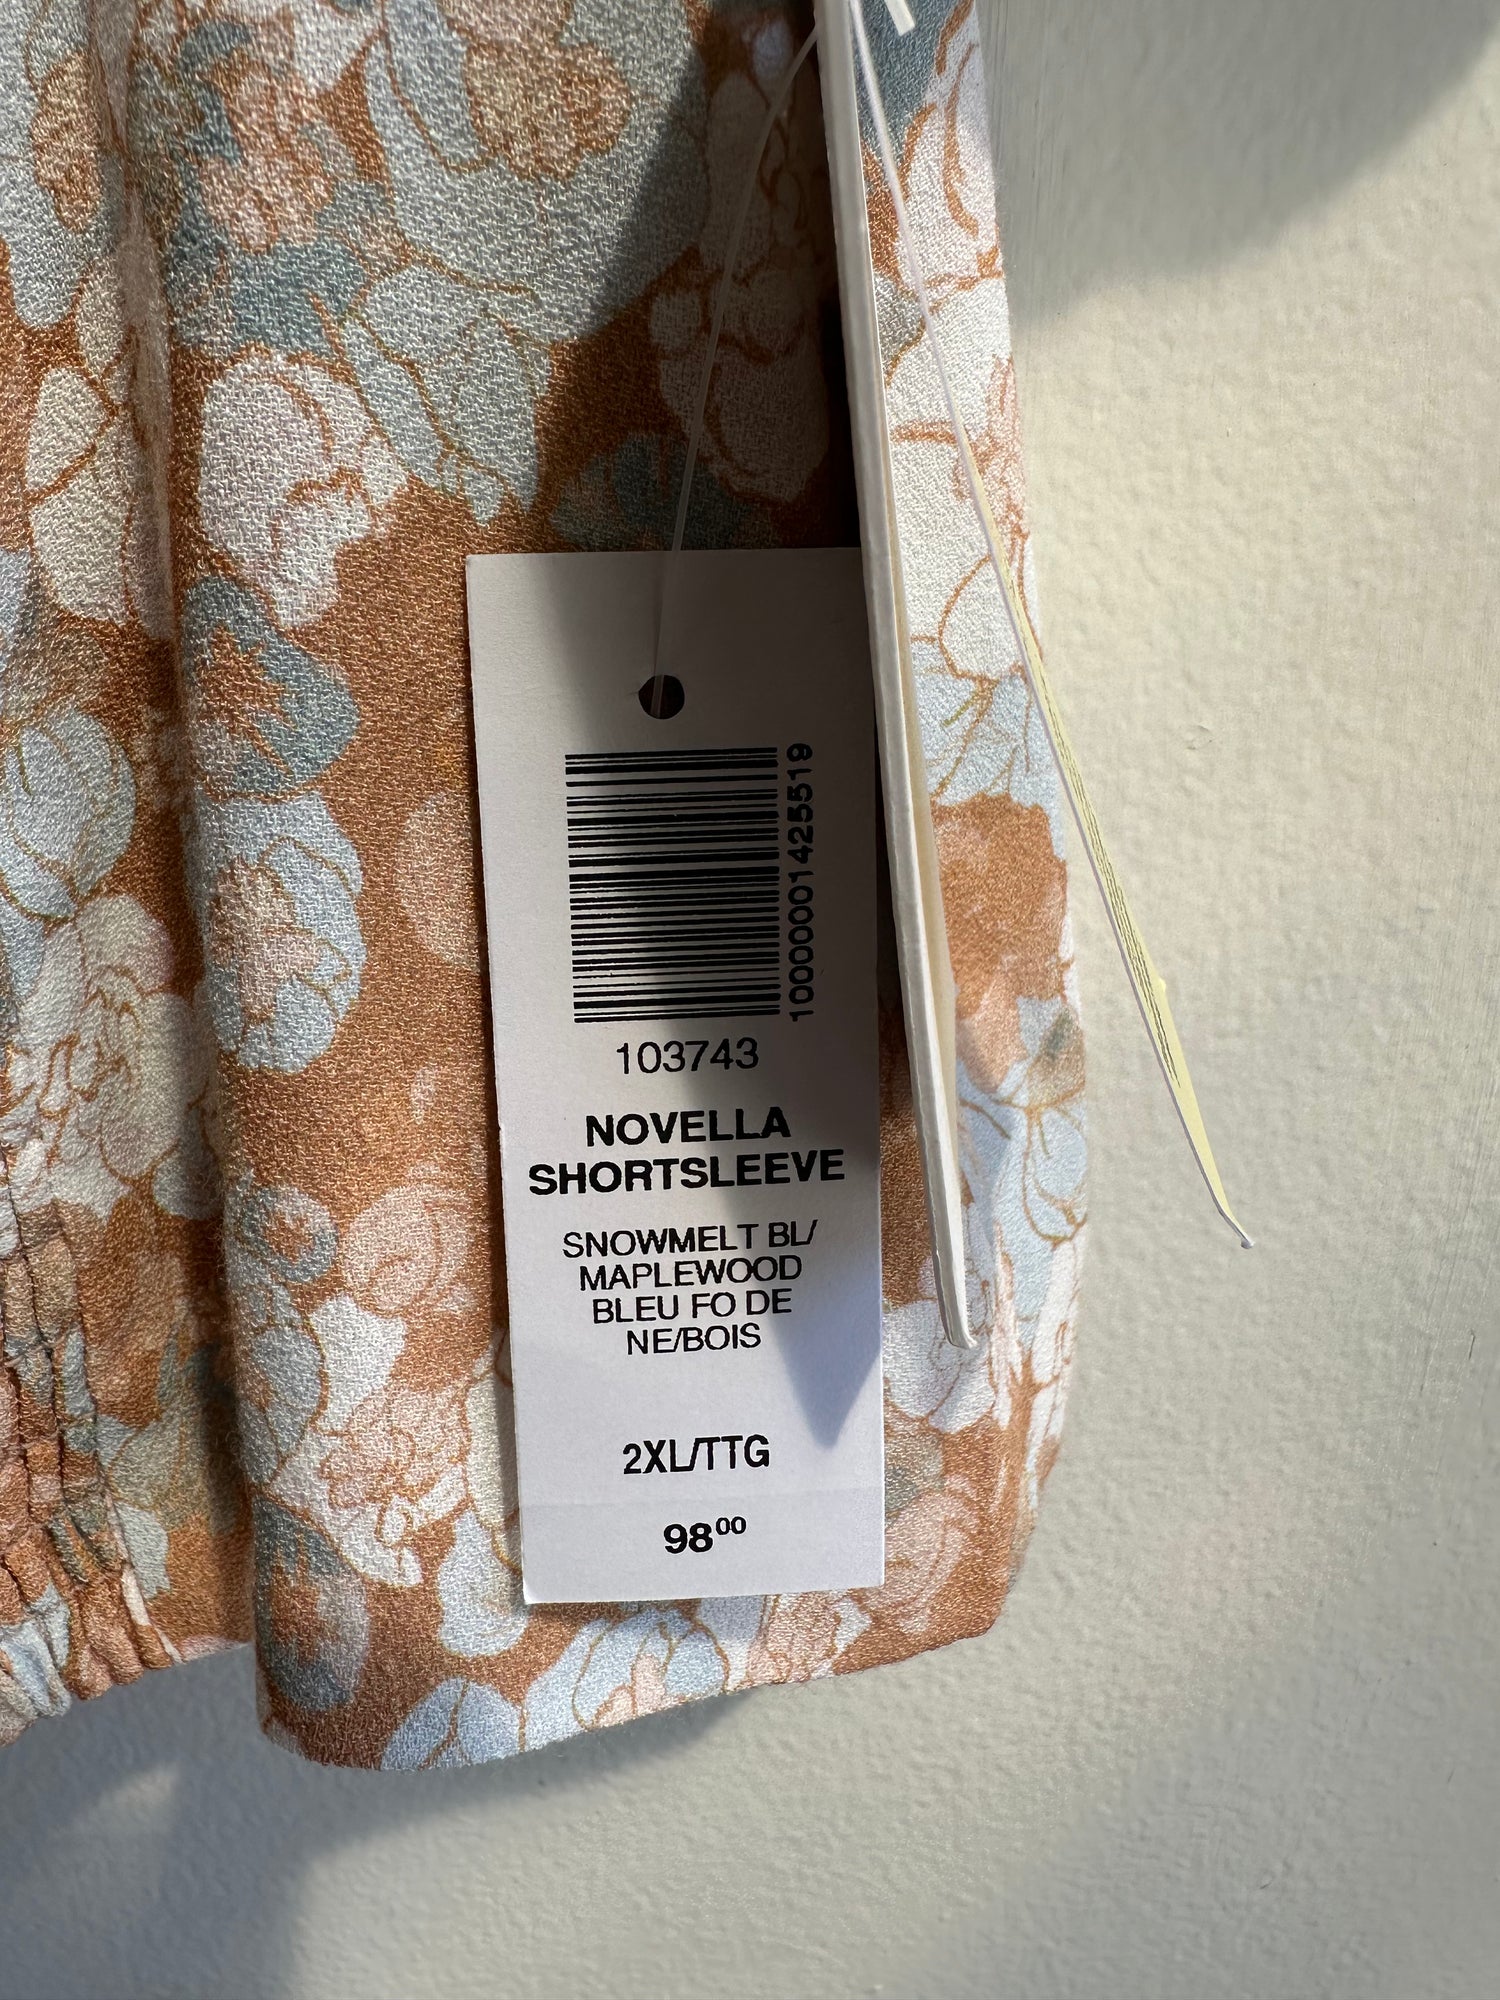 10000001425519
103743
NOVELLA
SHORTSLEEVE
SNOWMELT BL/
MAPLEWOOD
BLEU FO DE
NE/BOIS
2XL/TTG
98⁰⁰